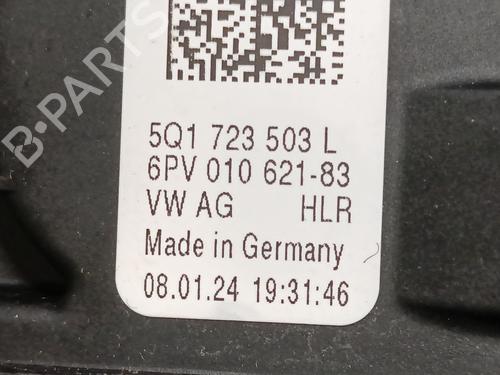 B-PARTS
5Q1 723 503 L
6PV 010 621-83
VW AG HLR
Made in Germany
08.01.24 19:31:46